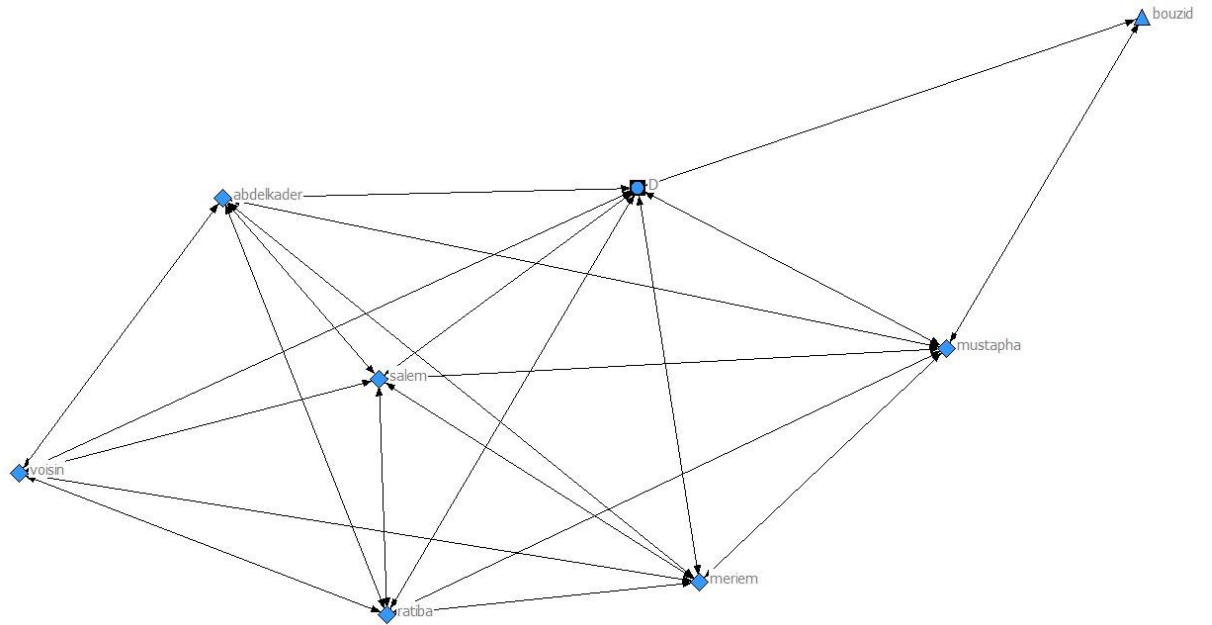 bouzid
D
abdelkader
mustapha
salem
voisin
meriem
ratiba